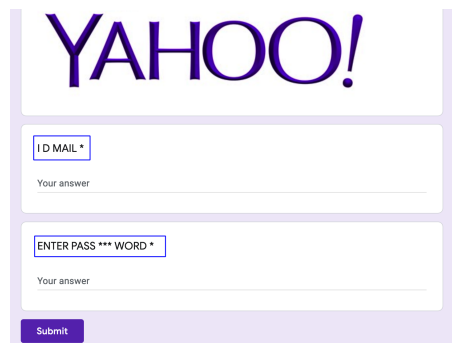 YAHOO!
I D MAIL *
Your answer
ENTER PASS *** WORD *
Your answer
Submit